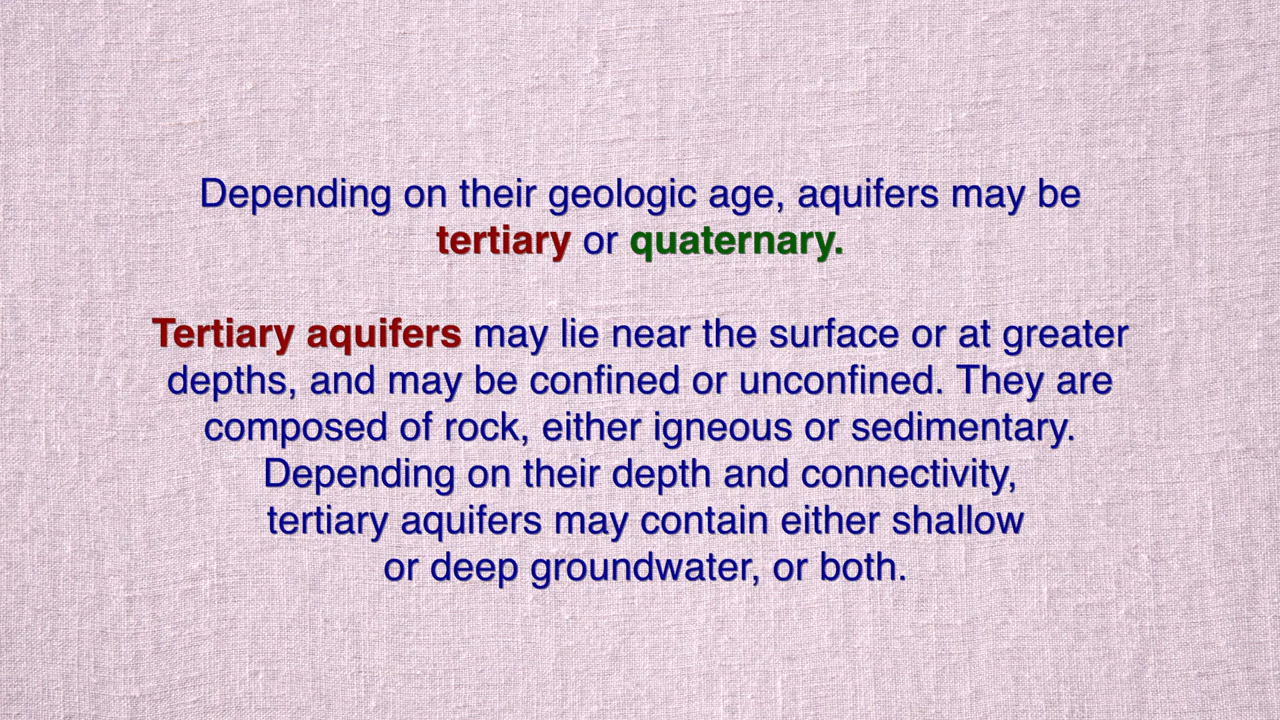 Depending on their geologic age, aquifers may be
tertiary or quaternary.
Tertiary aquifers may lie near the surface or at greater
depths, and may be confined or unconfined. They are
composed of rock, either igneous or sedimentary.
Depending on their depth and connectivity,
tertiary aquifers may contain either shallow
or deep groundwater, or both.